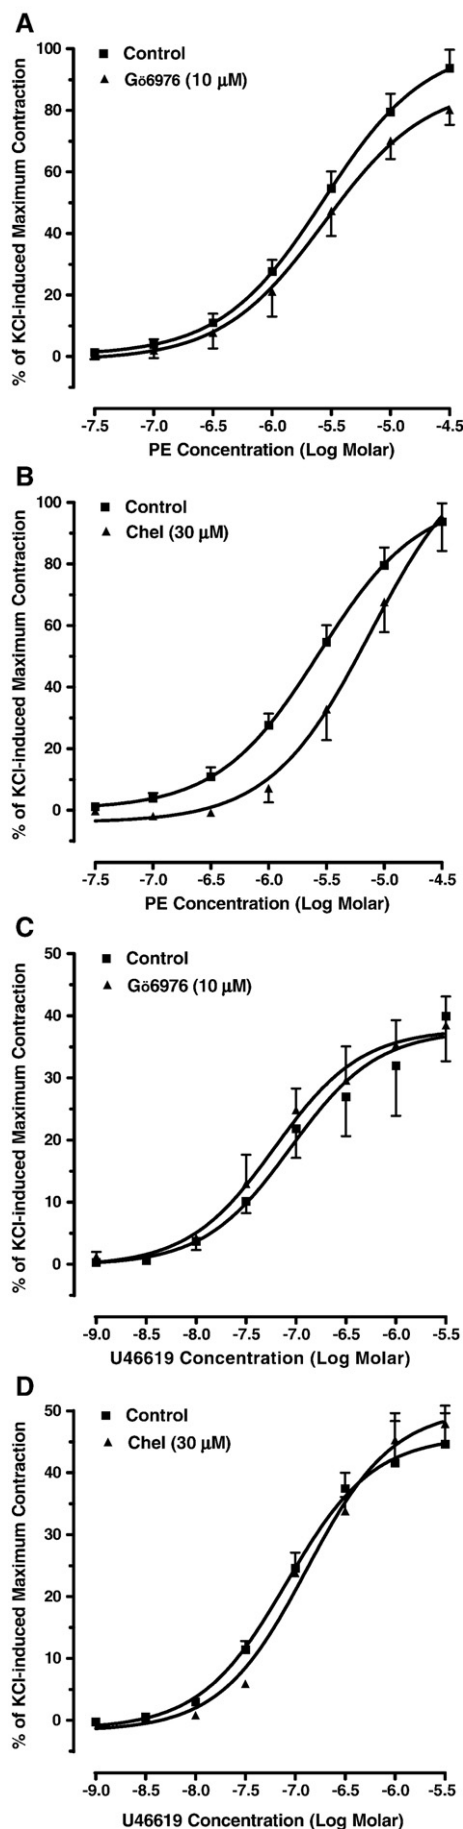 A
% of KCl-induced Maximum Contraction
Control
Gö6976 (10 μM)
100
80
60
40
20
0
-7.5 -7.0 -6.5 -6.0 -5.5 -5.0 -4.5
PE Concentration (Log Molar)
B
% of KCl-induced Maximum Contraction
Control
Chel (30 μM)
100
80
60
40
20
0
-7.5 -7.0 -6.5 -6.0 -5.5 -5.0 -4.5
PE Concentration (Log Molar)
C
% of KCl-induced Maximum Contraction
Control
Gö6976 (10 μM)
50
40
30
20
10
0
-9.0 -8.5 -8.0 -7.5 -7.0 -6.5 -6.0 -5.5
U46619 Concentration (Log Molar)
D
% of KCl-induced Maximum Contraction
Control
Chel (30 μM)
50
40
30
20
10
0
-9.0 -8.5 -8.0 -7.5 -7.0 -6.5 -6.0 -5.5
U46619 Concentration (Log Molar)